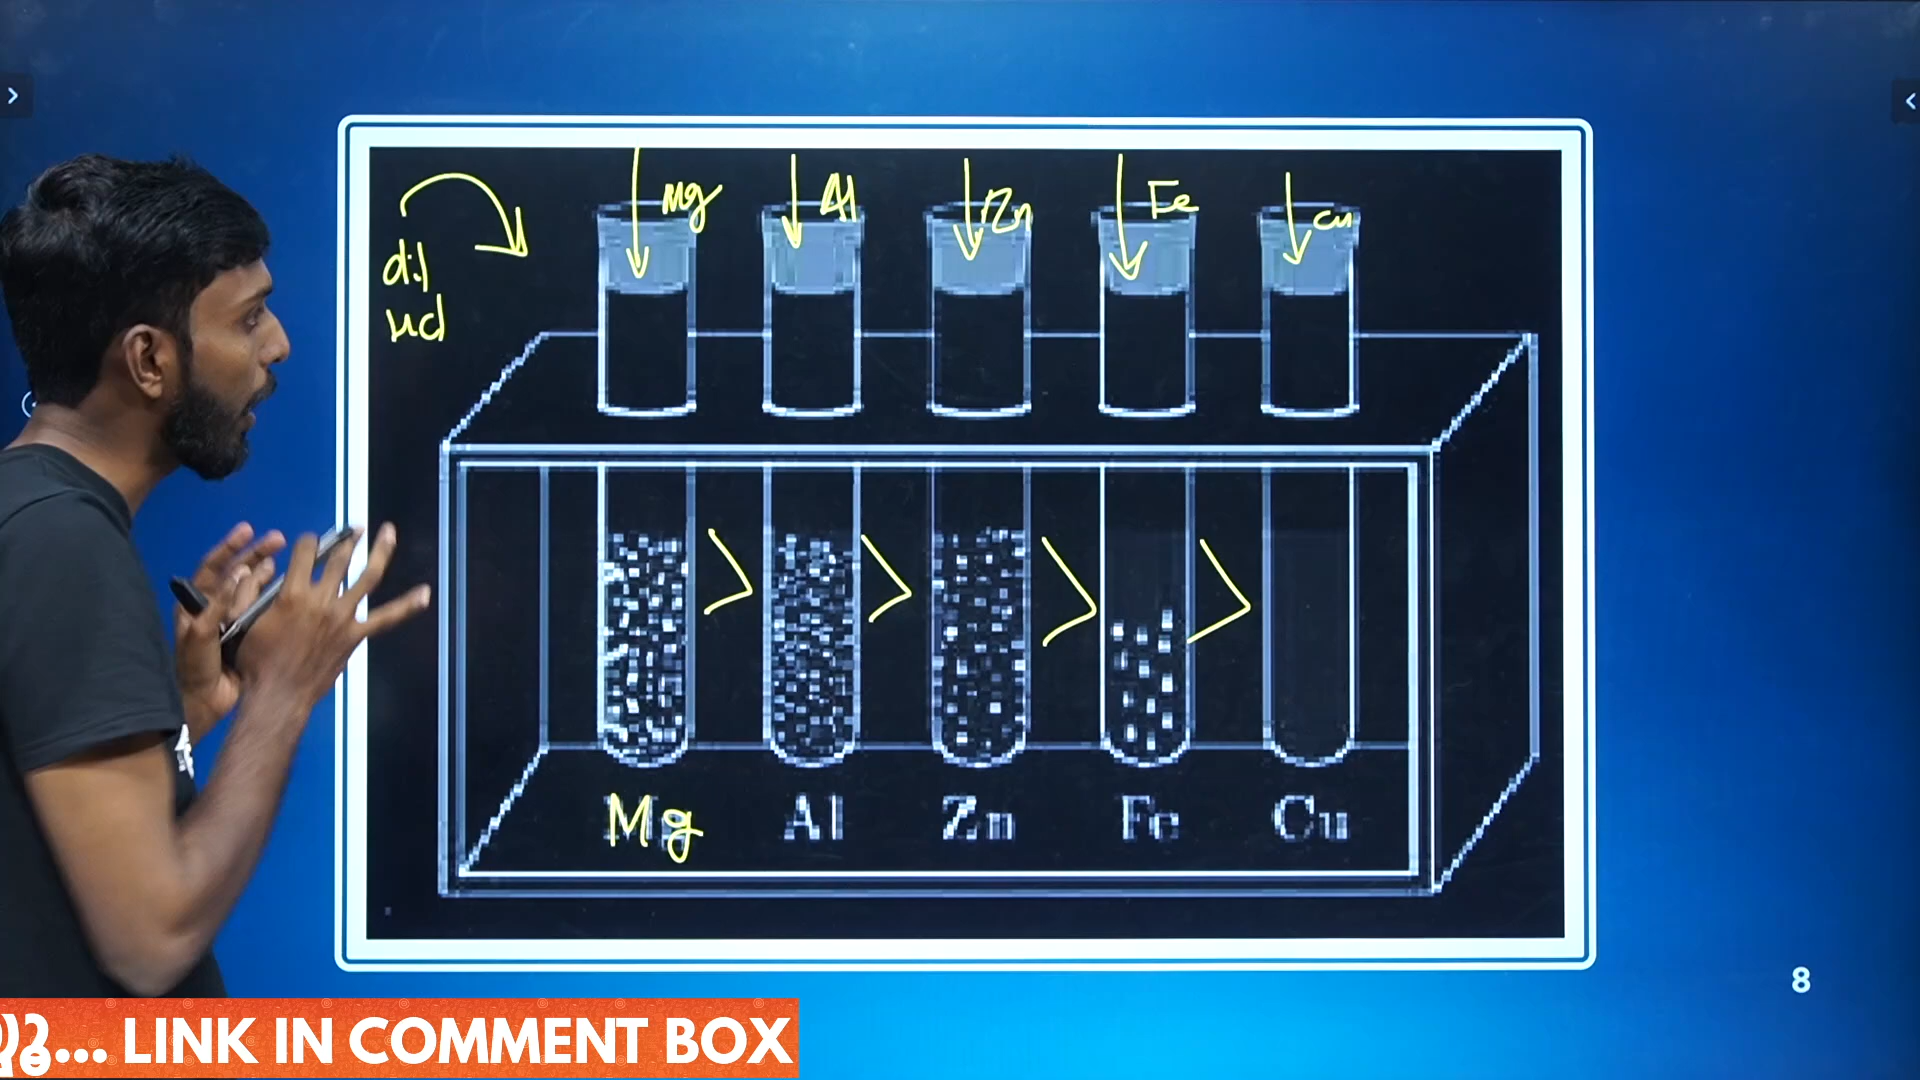 Mg Al Zn Fe Cu
dil
HCl
> > > >
Mg Al Zn Fe Cu
8
... LINK IN COMMENT BOX